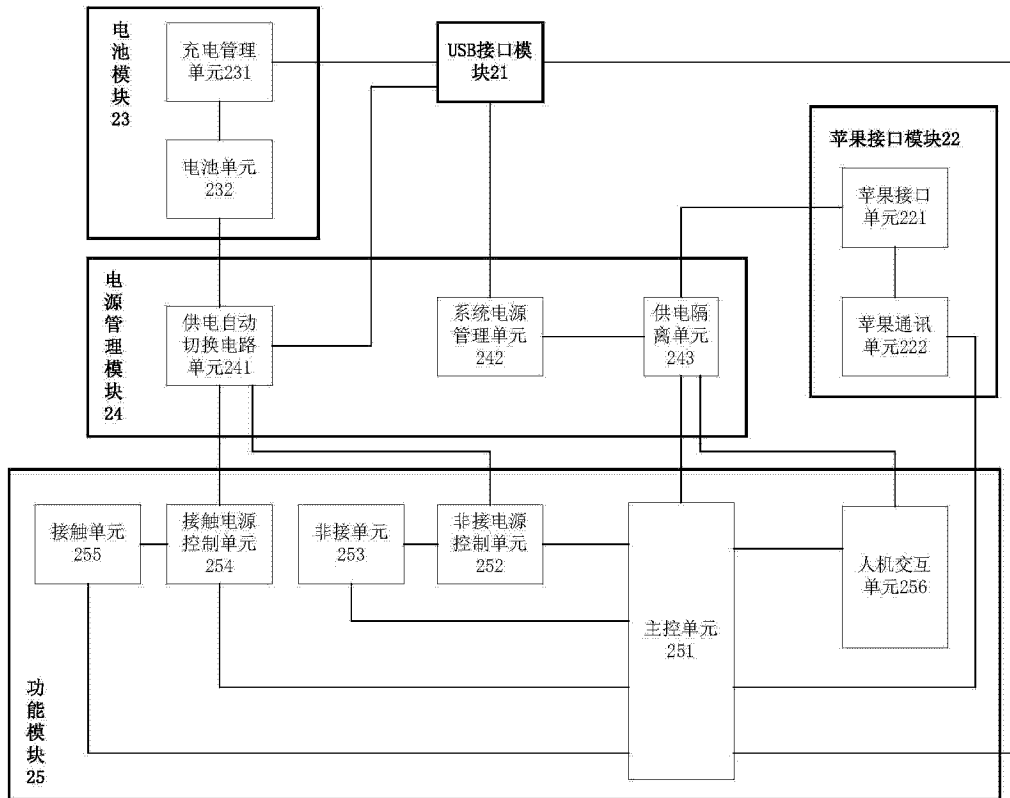 电
池
模
块
23
充电管理
单元231
电池单元
232
USB接口模
块21
苹果接口模块22
苹果接口
单元221
苹果通讯
单元222
电
源
管
理
模
块
24
供电自动
切换电路
单元241
系统电源
管理单元
242
供电隔
离单元
243
接触单元
255
接触电源
控制单元
254
非接单元
253
非接电源
控制单元
252
主控单元
251
人机交互
单元256
功
能
模
块
25